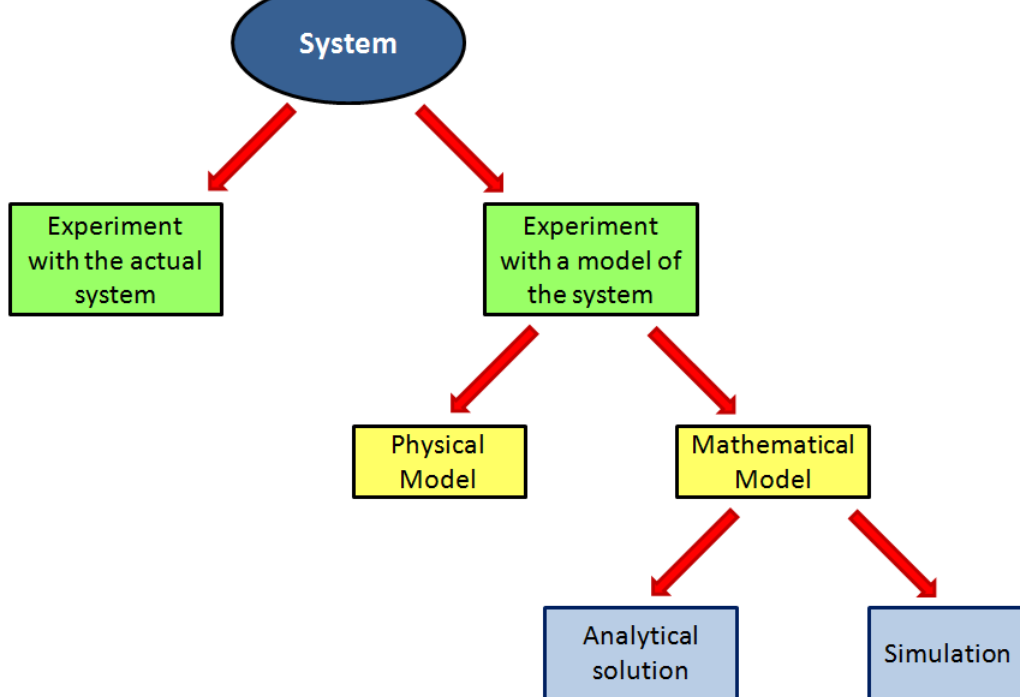 System
Experiment
with the actual
system
Experiment
with a model of
the system
Physical
Model
Mathematical
Model
Analytical
solution
Simulation